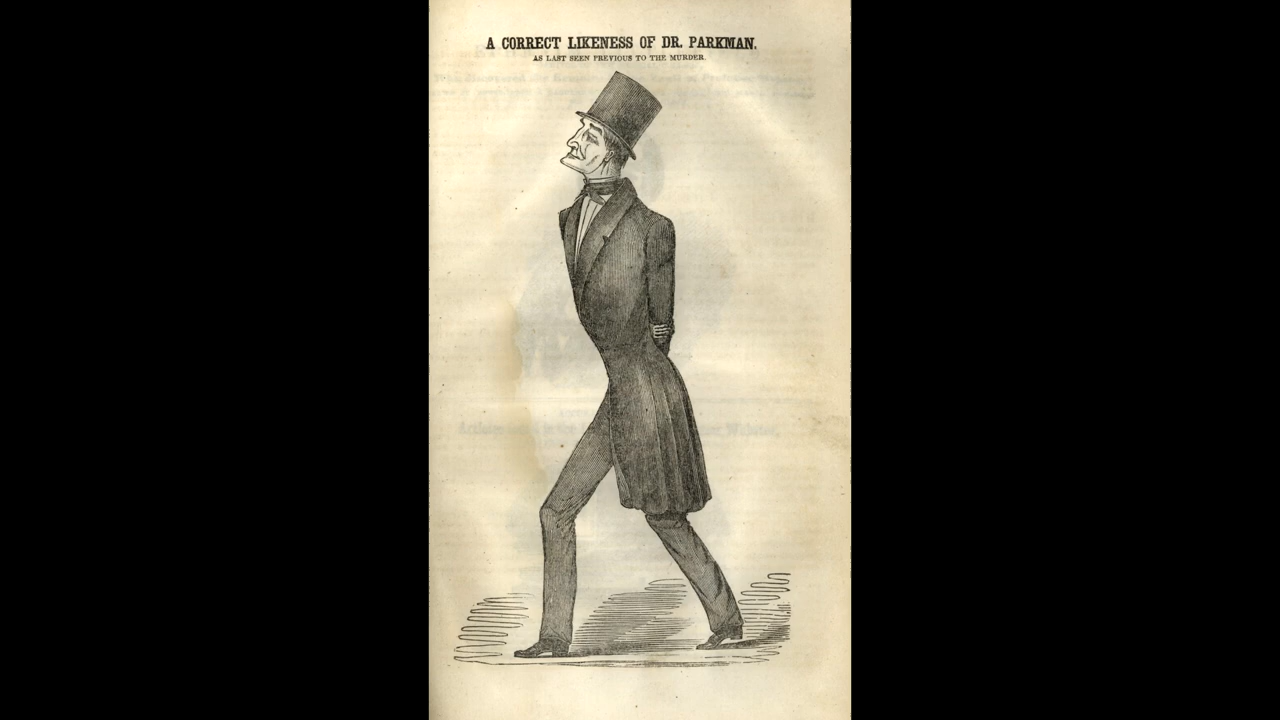 A CORRECT LIKENESS OF DR. PARKMAN.
AS LAST SEEN PREVIOUS TO THE MURDER.